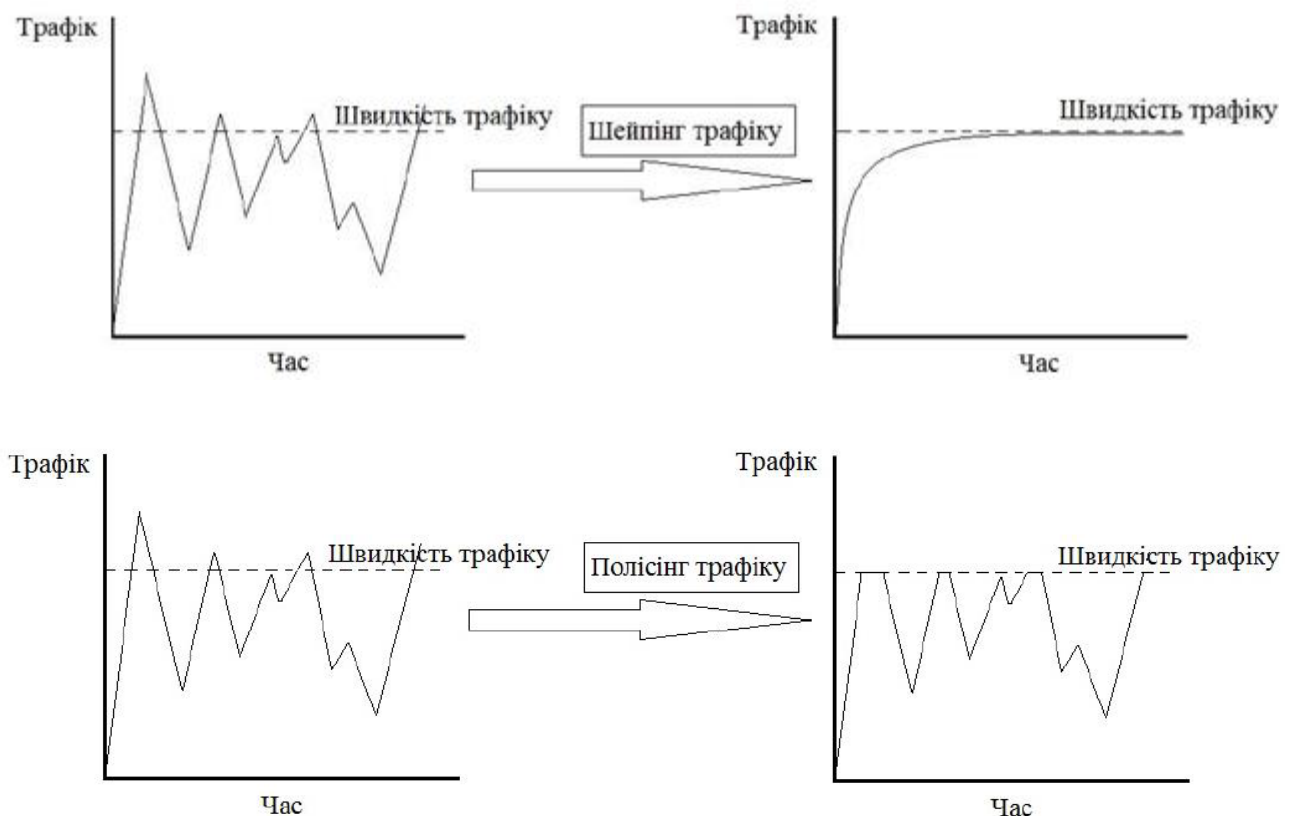 Трафік
Трафік
Швидкість трафіку
Шейпінг трафіку
Швидкість трафіку
Час
Час
Трафік
Трафік
Швидкість трафіку
Полісінг трафіку
Швидкість трафіку
Час
Час